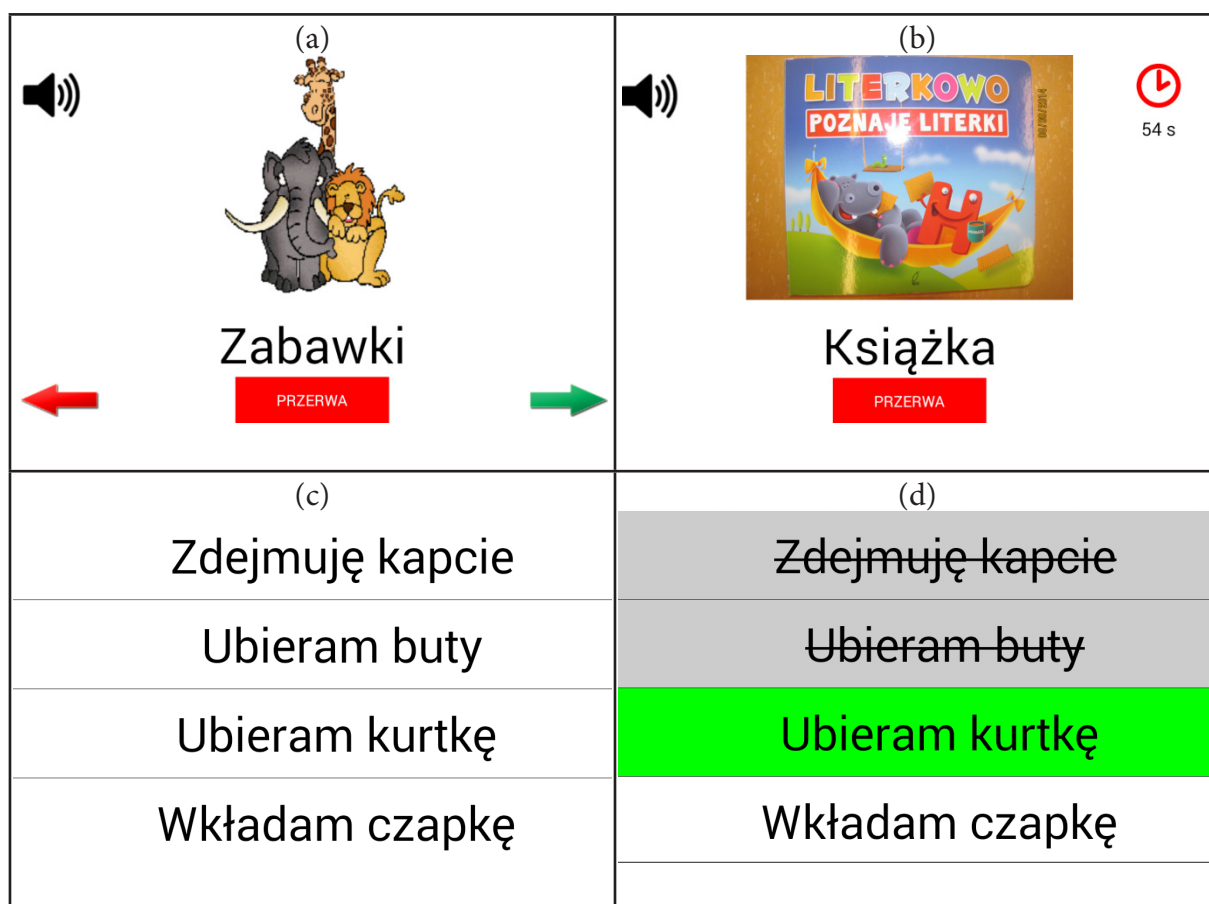 (a)
Zabawki
PRZERWA
(b)
LITERKOWO
POZNAJĘ LITERKI
54 s
Książka
PRZERWA
(c)
Zdejmuję kapcie
Ubieram buty
Ubieram kurtkę
Wkładam czapkę
(d)
Zdejmuję kapcie
Ubieram buty
Ubieram kurtkę
Wkładam czapkę